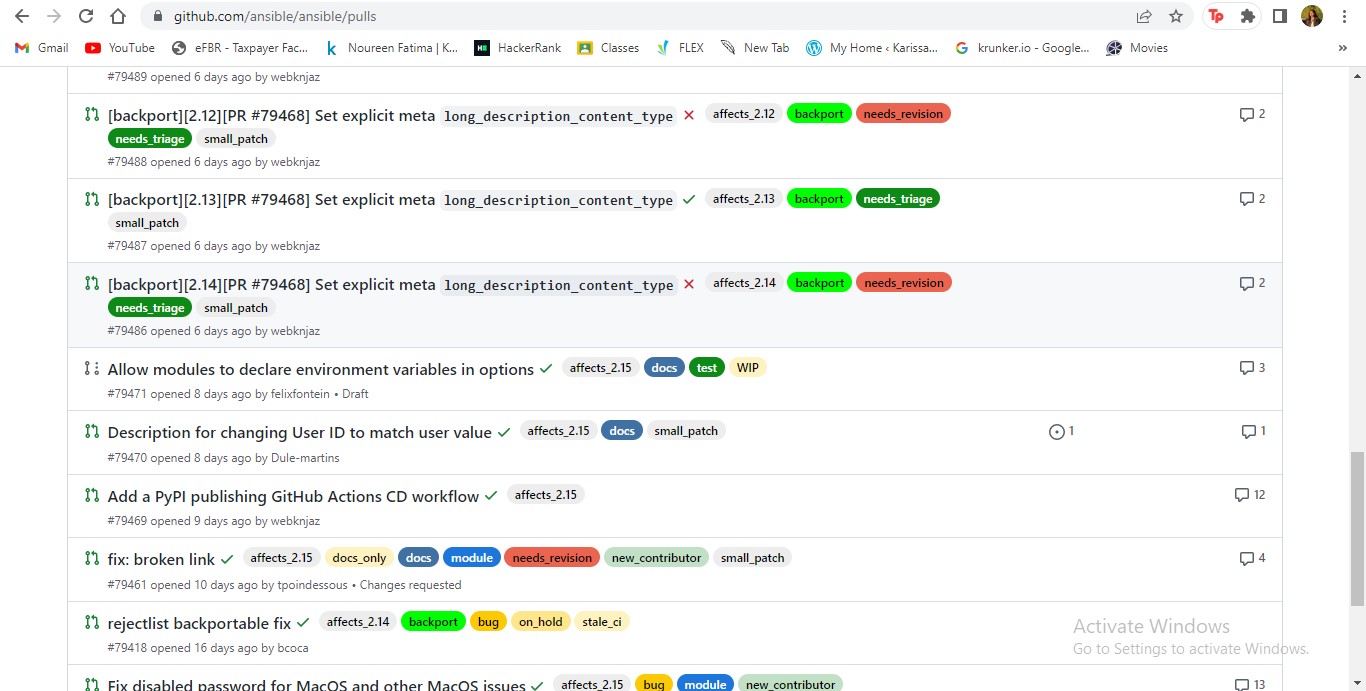 github.com/ansible/ansible/pulls
Gmail YouTube eFBR - Taxpayer Fac... Noureen Fatima | K... HackerRank Classes FLEX New Tab My Home ‹ Karissa... krunker.io - Google... Movies »
#79489 opened 6 days ago by webknjaz
[backport][2.12][PR #79468] Set explicit meta long_description_content_type affects_2.12 backport needs_revision 2
needs_triage small_patch
#79488 opened 6 days ago by webknjaz
[backport][2.13][PR #79468] Set explicit meta long_description_content_type affects_2.13 backport needs_triage 2
small_patch
#79487 opened 6 days ago by webknjaz
[backport][2.14][PR #79468] Set explicit meta long_description_content_type affects_2.14 backport needs_revision 2
needs_triage small_patch
#79486 opened 6 days ago by webknjaz
Allow modules to declare environment variables in options affects_2.15 docs test WIP 3
#79471 opened 8 days ago by felixfontein • Draft
Description for changing User ID to match user value affects_2.15 docs small_patch 1 1
#79470 opened 8 days ago by Dule-martins
Add a PyPI publishing GitHub Actions CD workflow affects_2.15 12
#79469 opened 9 days ago by webknjaz
fix: broken link affects_2.15 docs_only docs module needs_revision new_contributor small_patch 4
#79461 opened 10 days ago by tpoindessous • Changes requested
rejectlist backportable fix affects_2.14 backport bug on_hold stale_ci
#79418 opened 16 days ago by bcoca
Activate Windows
Go to Settings to activate Windows.
Fix disabled password for MacOS and other MacOS issues affects_2.15 bug module new_contributor 13